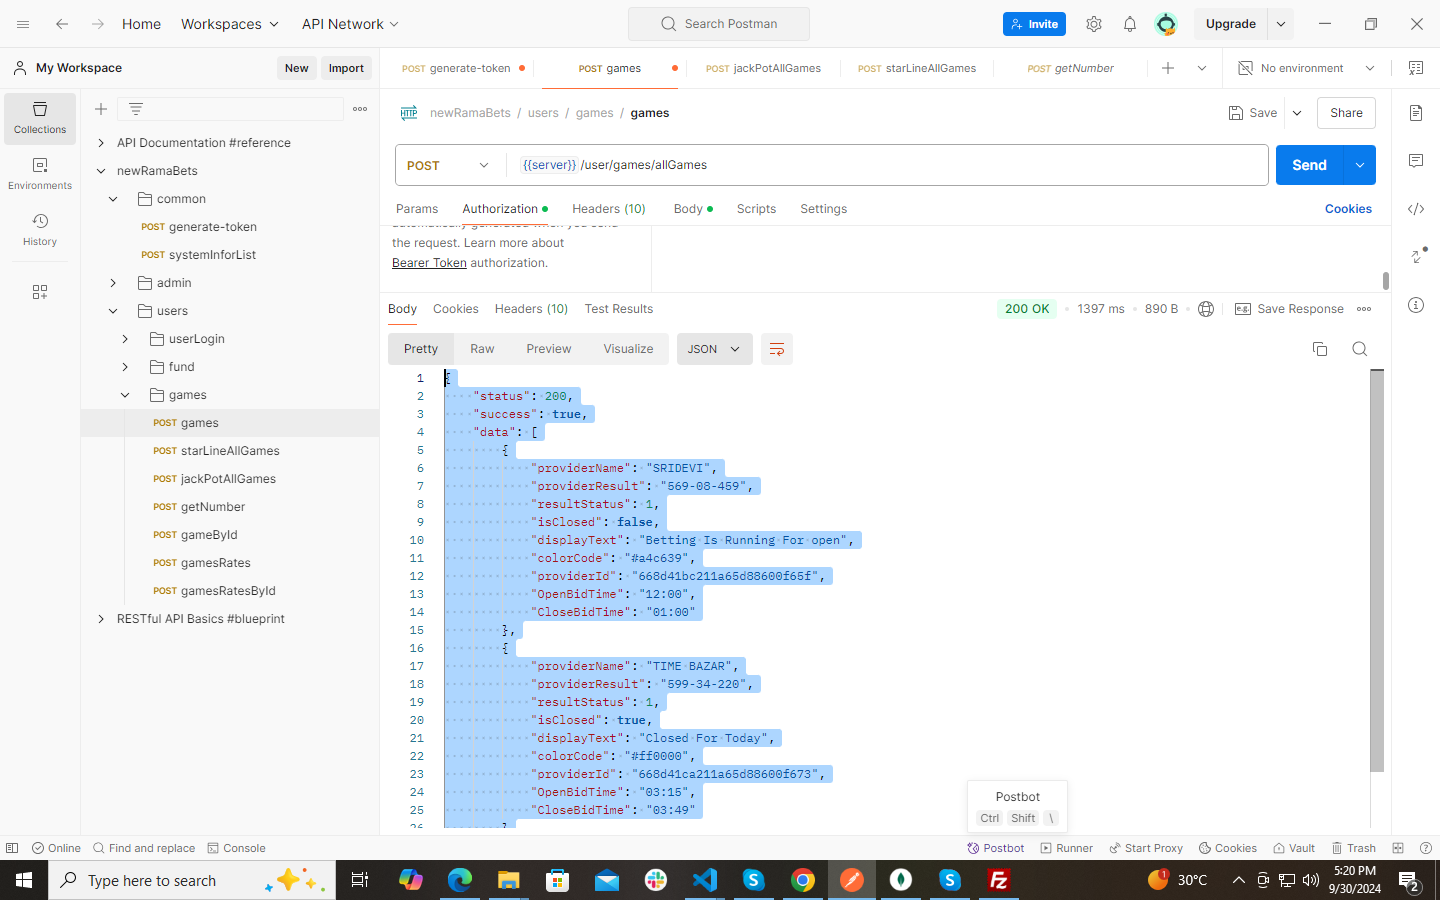 Home
Workspaces
API Network
Search Postman
Invite
Upgrade
My Workspace
New
Import
POST generate-token
POST games
POST jackPotAllGames
POST starLineAllGames
POST getNumber
No environment
Collections
Environments
History
API Documentation #reference
newRamaBets
common
POST generate-token
POST systemInforList
admin
users
userLogin
fund
games
POST games
POST starLineAllGames
POST jackPotAllGames
POST getNumber
POST gameById
POST gamesRates
POST gamesRatesById
RESTful API Basics #blueprint
HTTP
newRamaBets / users / games / games
Save
Share
POST
{{server}} /user/games/allGames
Send
Params
Authorization
Headers (10)
Body
Scripts
Settings
Cookies
automatically generated when you send
the request. Learn more about
Bearer Token authorization.
Body
Cookies
Headers (10)
Test Results
200 OK
1397 ms
890 B
Save Response
Pretty
Raw
Preview
Visualize
JSON
1 {
2 "status": 200,
3 "success": true,
4 "data": [
5 {
6 "providerName": "SRIDEVI",
7 "providerResult": "569-08-459",
8 "resultStatus": 1,
9 "isClosed": false,
10 "displayText": "Betting Is Running For open",
11 "colorCode": "#a4c639",
12 "providerId": "668d41bc211a65d88600f65f",
13 "OpenBidTime": "12:00",
14 "CloseBidTime": "01:00"
15 },
16 {
17 "providerName": "TIME BAZAR",
18 "providerResult": "599-34-220",
19 "resultStatus": 1,
20 "isClosed": true,
21 "displayText": "Closed For Today",
22 "colorCode": "#ff0000",
23 "providerId": "668d41ca211a65d88600f673",
24 "OpenBidTime": "03:15",
25 "CloseBidTime": "03:49"
26 }
Postbot
Ctrl Shift \
Online
Find and replace
Console
Postbot
Runner
Start Proxy
Cookies
Vault
Trash
Type here to search
1
30°C
5:20 PM
9/30/2024
2